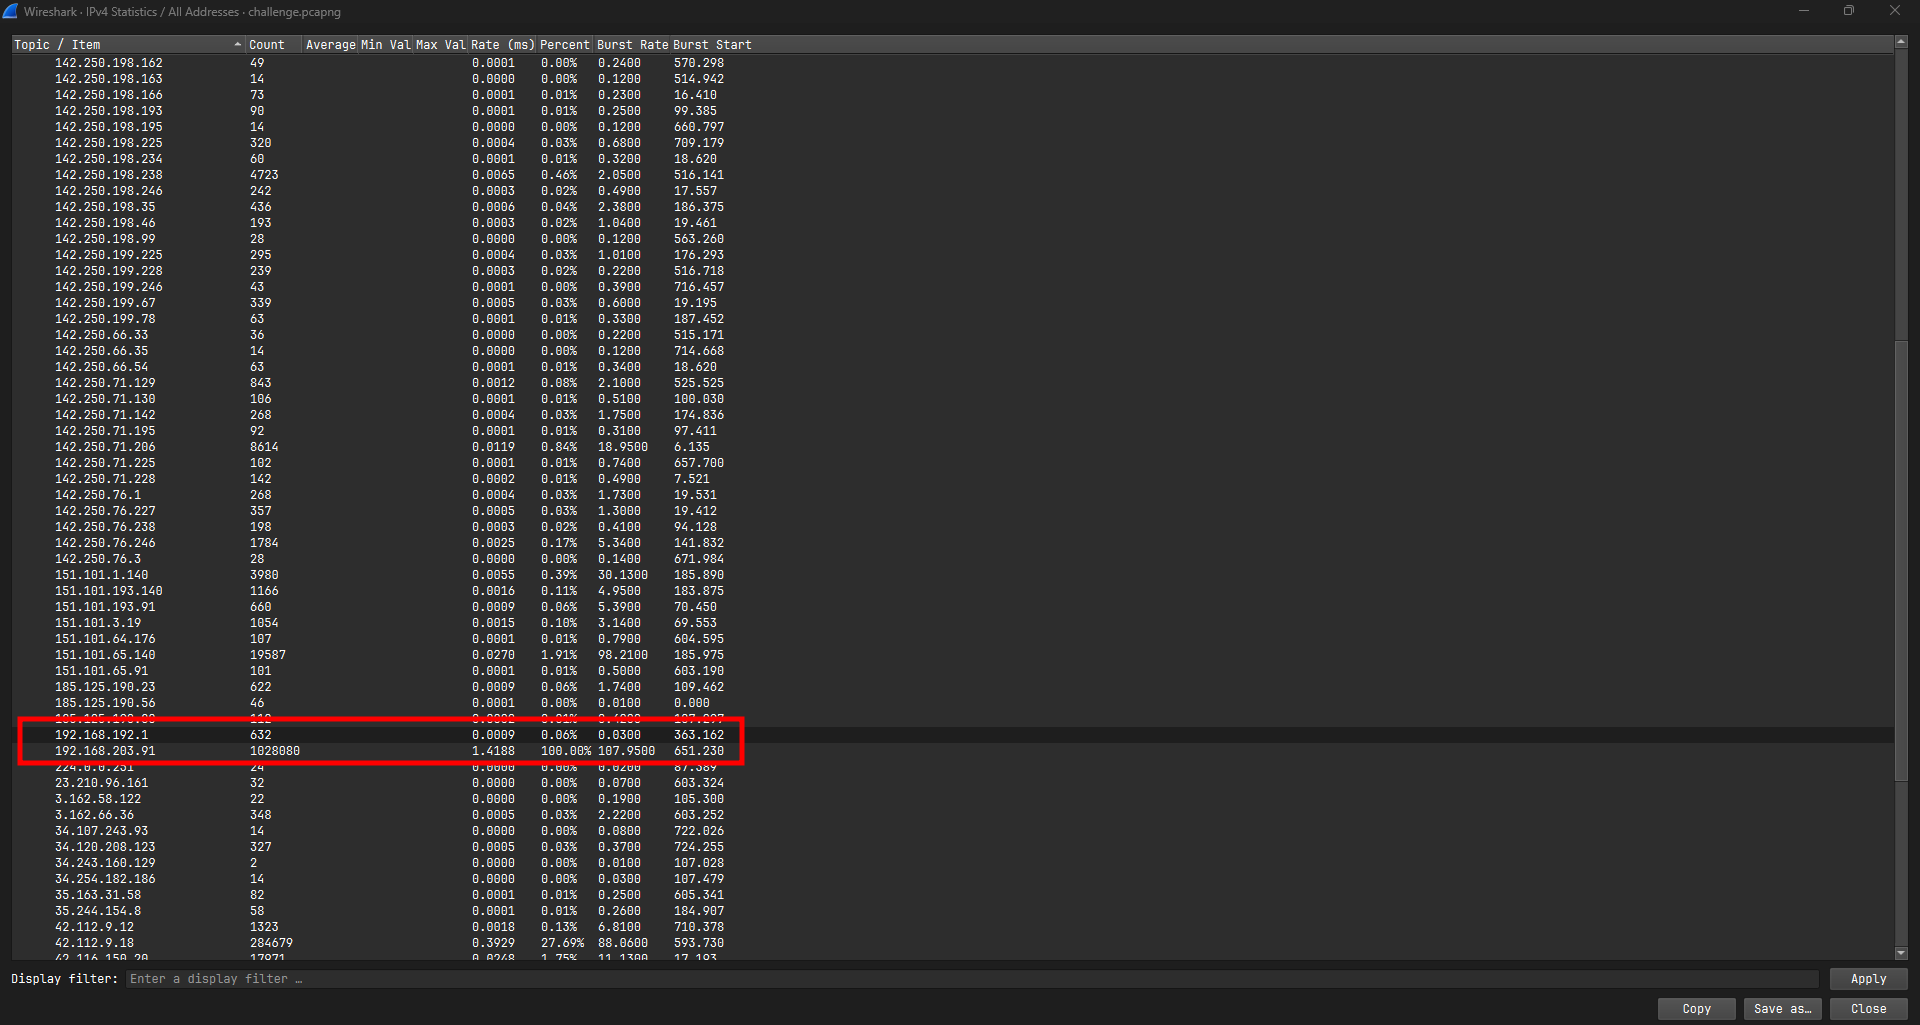 Wireshark · IPv4 Statistics / All Addresses · challenge.pcapng
Topic / Item Count Average Min Val Max Val Rate (ms) Percent Burst Rate Burst Start
142.250.198.162 49 0.0001 0.00% 0.2400 570.298
142.250.198.163 14 0.0000 0.00% 0.1200 514.942
142.250.198.166 73 0.0001 0.01% 0.2300 16.410
142.250.198.193 90 0.0001 0.01% 0.2500 99.385
142.250.198.195 14 0.0000 0.00% 0.1200 660.797
142.250.198.225 320 0.0004 0.03% 0.6800 709.179
142.250.198.234 60 0.0001 0.01% 0.3200 18.620
142.250.198.238 4723 0.0065 0.46% 2.0500 516.141
142.250.198.246 242 0.0003 0.02% 0.4900 17.557
142.250.198.35 436 0.0006 0.04% 2.3800 186.375
142.250.198.46 193 0.0003 0.02% 1.0400 19.461
142.250.198.99 28 0.0000 0.00% 0.1200 563.260
142.250.199.225 295 0.0004 0.03% 1.0100 176.293
142.250.199.228 239 0.0003 0.02% 0.2200 516.718
142.250.199.246 43 0.0001 0.00% 0.3900 716.457
142.250.199.67 339 0.0005 0.03% 0.6000 19.195
142.250.199.78 63 0.0001 0.01% 0.3300 187.452
142.250.66.33 36 0.0000 0.00% 0.2200 515.171
142.250.66.35 14 0.0000 0.00% 0.1200 714.668
142.250.66.54 63 0.0001 0.01% 0.3400 18.620
142.250.71.129 843 0.0012 0.08% 2.1000 525.525
142.250.71.130 106 0.0001 0.01% 0.5100 100.030
142.250.71.142 268 0.0004 0.03% 1.7500 174.836
142.250.71.195 92 0.0001 0.01% 0.3100 97.411
142.250.71.206 8614 0.0119 0.84% 18.9500 6.135
142.250.71.225 102 0.0001 0.01% 0.7400 657.700
142.250.71.228 142 0.0002 0.01% 0.4900 7.521
142.250.76.1 268 0.0004 0.03% 1.7300 19.531
142.250.76.227 357 0.0005 0.03% 1.3000 19.412
142.250.76.238 198 0.0003 0.02% 0.4100 94.128
142.250.76.246 1784 0.0025 0.17% 5.3400 141.832
142.250.76.3 28 0.0000 0.00% 0.1400 671.984
151.101.1.140 3980 0.0055 0.39% 30.1300 185.890
151.101.193.140 1166 0.0016 0.11% 4.9500 183.875
151.101.193.91 660 0.0009 0.06% 5.3900 70.450
151.101.3.19 1054 0.0015 0.10% 3.1400 69.553
151.101.64.176 107 0.0001 0.01% 0.7900 604.595
151.101.65.140 19587 0.0270 1.91% 98.2100 185.975
151.101.65.91 101 0.0001 0.01% 0.5000 603.190
185.125.190.23 622 0.0009 0.06% 1.7400 109.462
185.125.190.56 46 0.0001 0.00% 0.0100 0.000
192.168.192.1 632 0.0009 0.06% 0.0300 363.162
192.168.203.91 1028080 1.4188 100.00% 107.9500 651.230
224.0.0.251 24 0.0000 0.00% 0.0200 87.389
23.210.96.161 32 0.0000 0.00% 0.0700 603.324
3.162.58.122 22 0.0000 0.00% 0.1900 105.300
3.162.66.36 348 0.0005 0.03% 2.2200 603.252
34.107.243.93 14 0.0000 0.00% 0.0800 722.026
34.120.208.123 327 0.0005 0.03% 0.3700 724.255
34.243.160.129 2 0.0000 0.00% 0.0100 107.028
34.254.182.186 14 0.0000 0.00% 0.0300 107.479
35.163.31.58 82 0.0001 0.01% 0.2500 605.341
35.244.154.8 58 0.0001 0.01% 0.2600 184.907
42.112.9.12 1323 0.0018 0.13% 6.8100 710.378
42.112.9.18 284679 0.3929 27.69% 88.0600 593.730
42.116.150.20 17971 0.0248 1.75% 11.1300 17.193
Display filter: Enter a display filter …
Apply
Copy Save as… Close